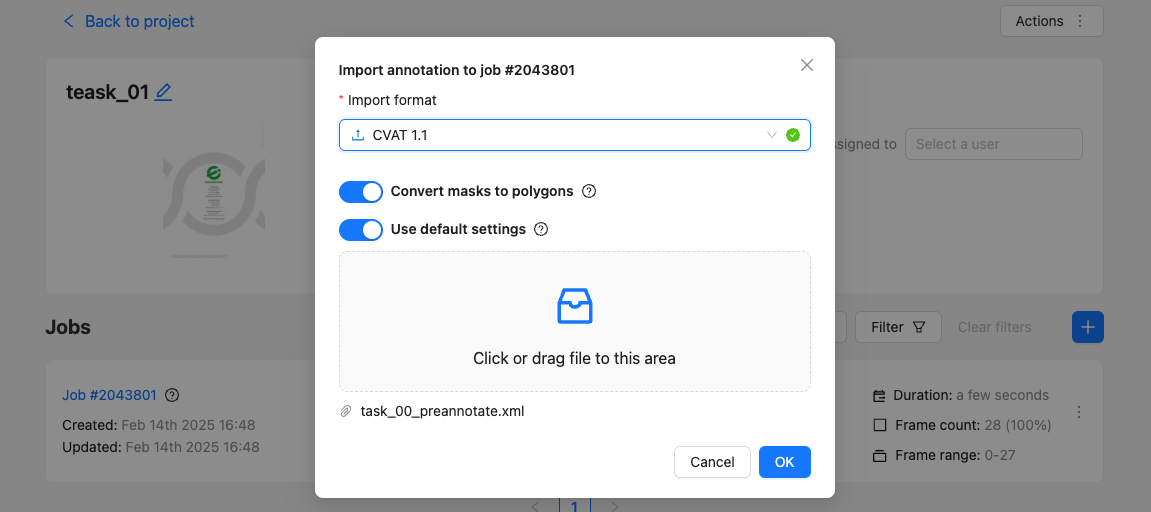 Back to project
Actions
Import annotation to job #2043801
teask_01
* Import format
CVAT 1.1
ssigned to
Select a user
Convert masks to polygons
Use default settings
Click or drag file to this area
Jobs
Filter
Clear filters
Job #2043801
Duration: a few seconds
task_00_preannotate.xml
Created: Feb 14th 2025 16:48
Frame count: 28 (100%)
Updated: Feb 14th 2025 16:48
Frame range: 0-27
Cancel
OK
1